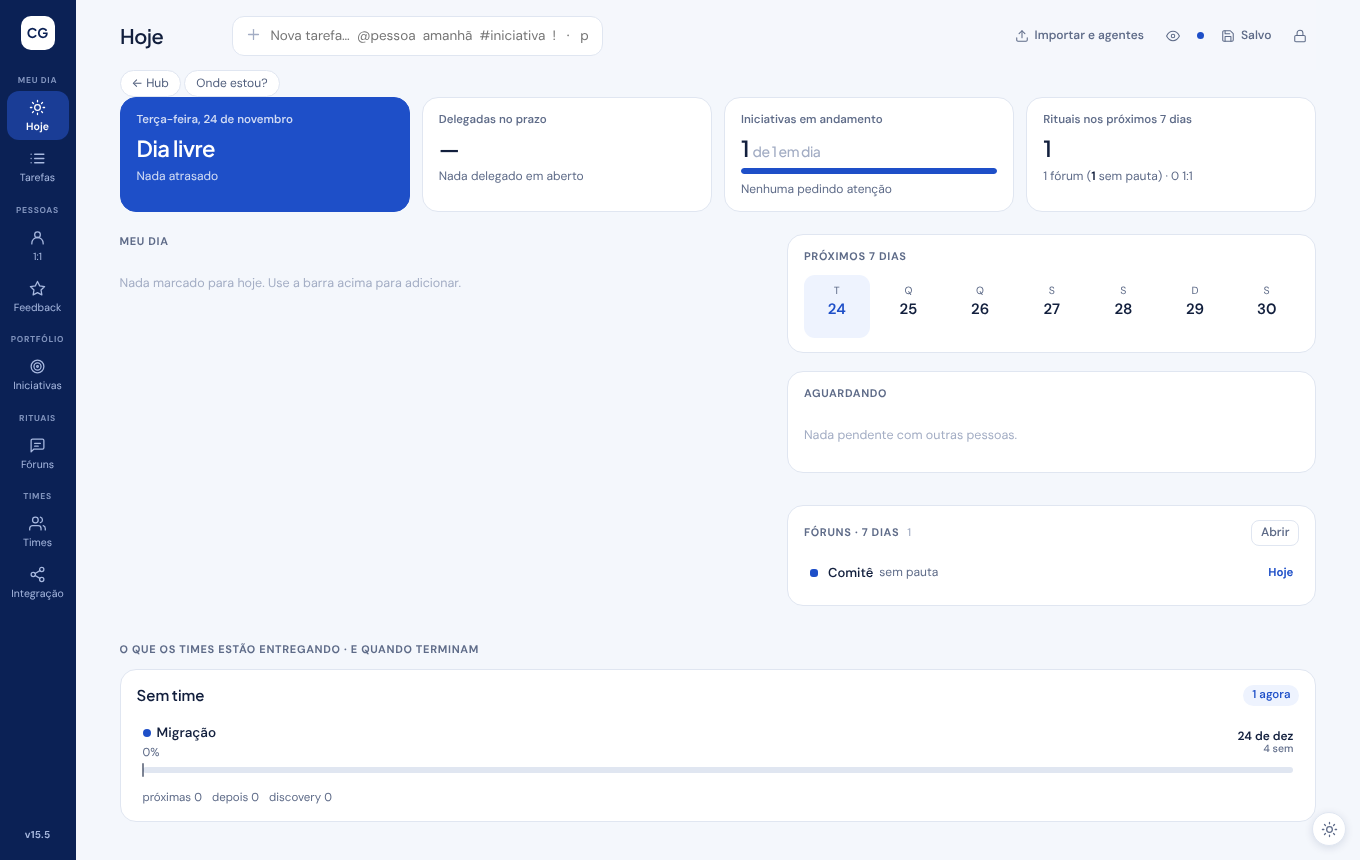 CG
MEU DIA
Hoje
Tarefas
PESSOAS
1:1
Feedback
PORTFÓLIO
Iniciativas
RITUAIS
Fóruns
TIMES
Times
Integração
v15.5
Hoje
Nova tarefa... @pessoa amanhã #iniciativa ! · p
Importar e agentes
Salvo
← Hub
Onde estou?
Terça-feira, 24 de novembro
Dia livre
Nada atrasado
Delegadas no prazo
—
Nada delegado em aberto
Iniciativas em andamento
1 de 1 em dia
Nenhuma pedindo atenção
Rituais nos próximos 7 dias
1
1 fórum (1 sem pauta) · 0 1:1
MEU DIA
Nada marcado para hoje. Use a barra acima para adicionar.
PRÓXIMOS 7 DIAS
T Q Q S S D S
24 25 26 27 28 29 30
AGUARDANDO
Nada pendente com outras pessoas.
FÓRUNS · 7 DIAS 1
Abrir
Comitê sem pauta
Hoje
O QUE OS TIMES ESTÃO ENTREGANDO · E QUANDO TERMINAM
Sem time
1 agora
Migração
24 de dez
0%
4 sem
próximas 0 depois 0 discovery 0